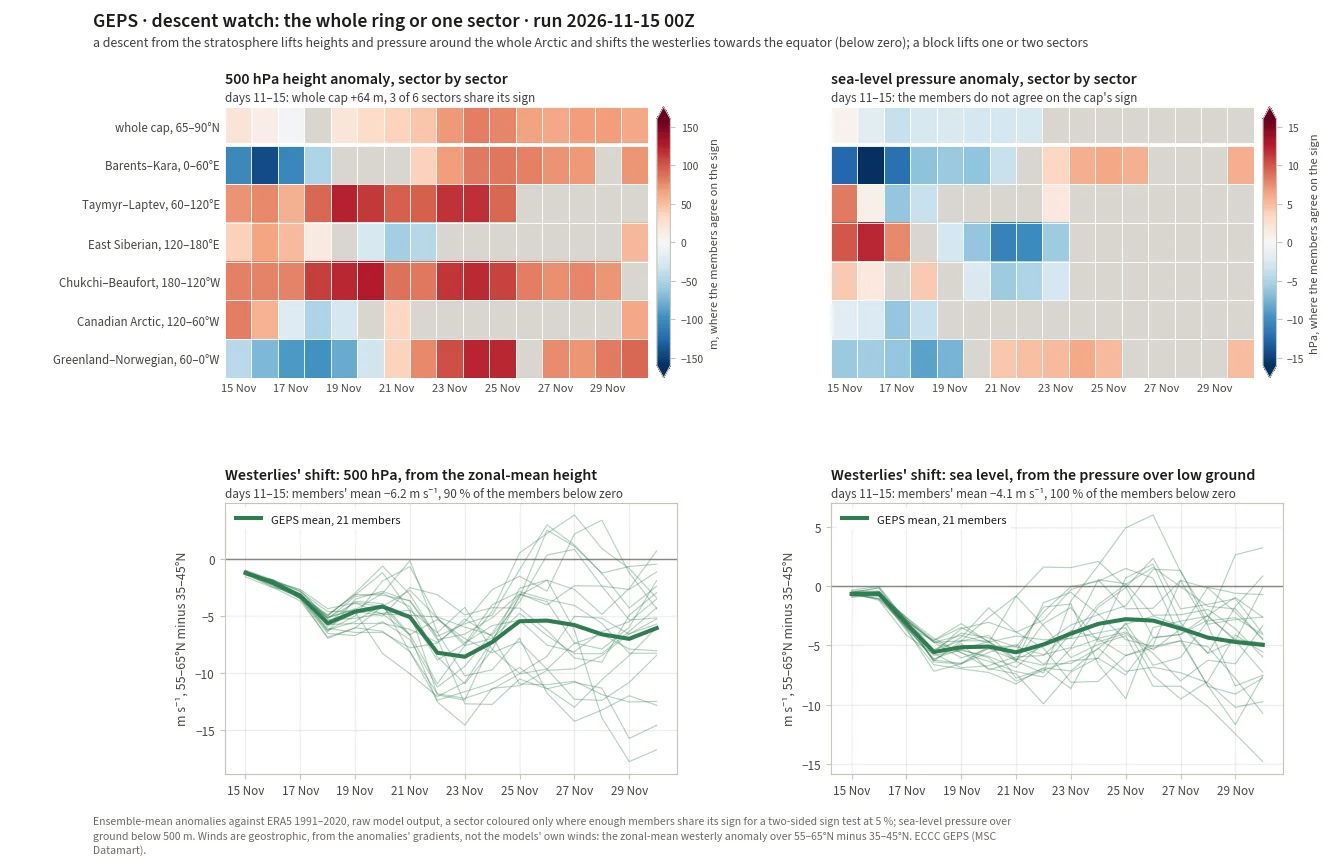 GEPS · descent watch: the whole ring or one sector · run 2026-11-15 00Z
a descent from the stratosphere lifts heights and pressure around the whole Arctic and shifts the westerlies towards the equator (below zero); a block lifts one or two sectors
500 hPa height anomaly, sector by sector
days 11–15: whole cap +64 m, 3 of 6 sectors share its sign
whole cap, 65–90°N
Barents–Kara, 0–60°E
Taymyr–Laptev, 60–120°E
East Siberian, 120–180°E
Chukchi–Beaufort, 180–120°W
Canadian Arctic, 120–60°W
Greenland–Norwegian, 60–0°W
15 Nov 17 Nov 19 Nov 21 Nov 23 Nov 25 Nov 27 Nov 29 Nov
150
100
50
0
−50
−100
−150
m, where the members agree on the sign
sea-level pressure anomaly, sector by sector
days 11–15: the members do not agree on the cap's sign
15 Nov 17 Nov 19 Nov 21 Nov 23 Nov 25 Nov 27 Nov 29 Nov
15
10
5
0
−5
−10
−15
hPa, where the members agree on the sign
Westerlies' shift: 500 hPa, from the zonal-mean height
days 11–15: members' mean −6.2 m s⁻¹, 90 % of the members below zero
GEPS mean, 21 members
0
−5
−10
−15
m s⁻¹, 55–65°N minus 35–45°N
15 Nov 17 Nov 19 Nov 21 Nov 23 Nov 25 Nov 27 Nov 29 Nov
Westerlies' shift: sea level, from the pressure over low ground
days 11–15: members' mean −4.1 m s⁻¹, 100 % of the members below zero
GEPS mean, 21 members
5
0
−5
−10
−15
m s⁻¹, 55–65°N minus 35–45°N
15 Nov 17 Nov 19 Nov 21 Nov 23 Nov 25 Nov 27 Nov 29 Nov
Ensemble-mean anomalies against ERA5 1991–2020, raw model output, a sector coloured only where enough members share its sign for a two-sided sign test at 5 %; sea-level pressure over
ground below 500 m. Winds are geostrophic, from the anomalies' gradients, not the models' own winds: the zonal-mean westerly anomaly over 55–65°N minus 35–45°N. ECCC GEPS (MSC
Datamart).